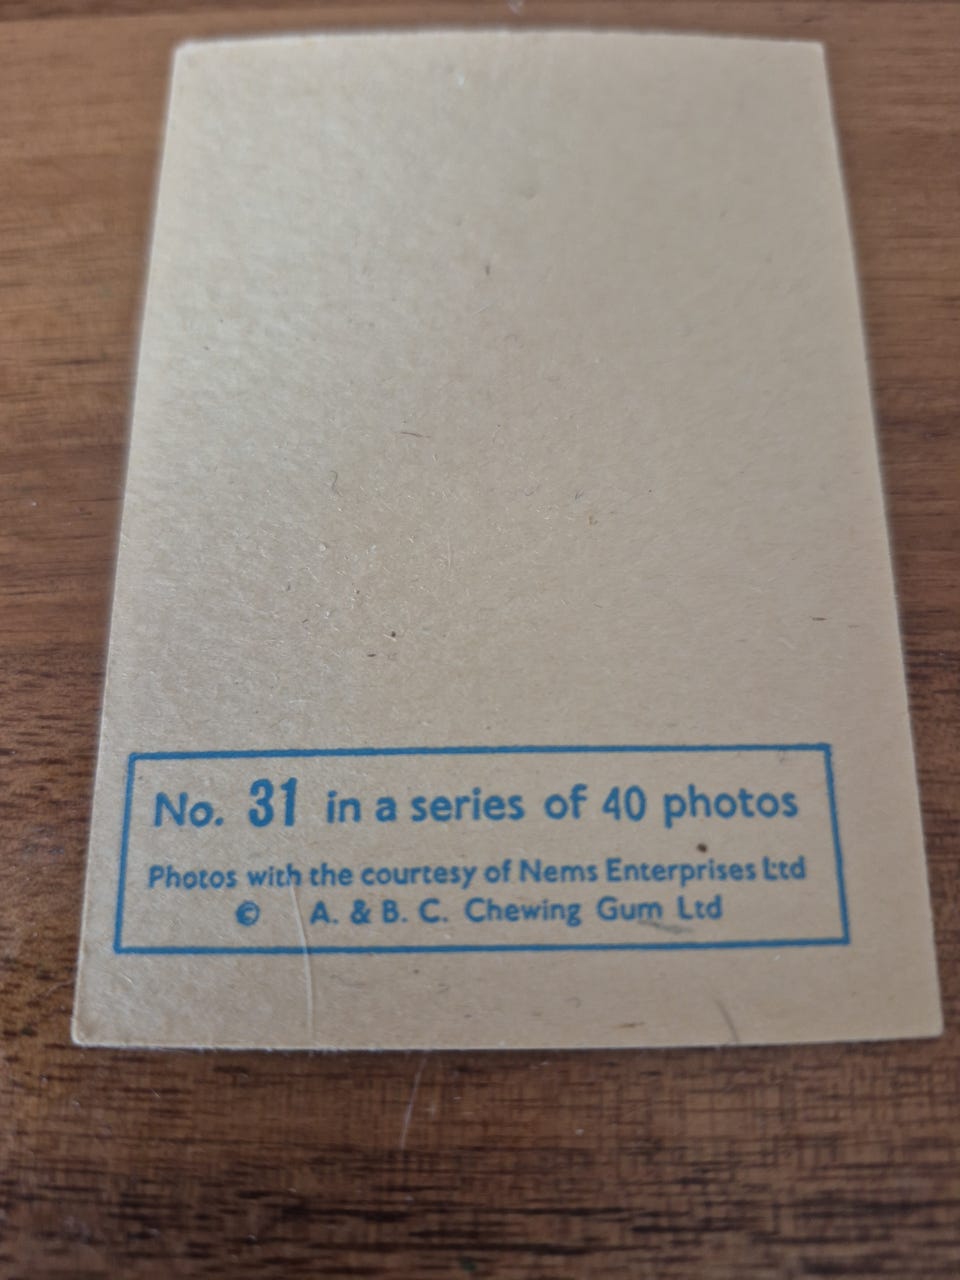 No. 31 in a series of 40 photos
Photos with the courtesy of Nems Enterprises Ltd
© A. & B. C. Chewing Gum Ltd